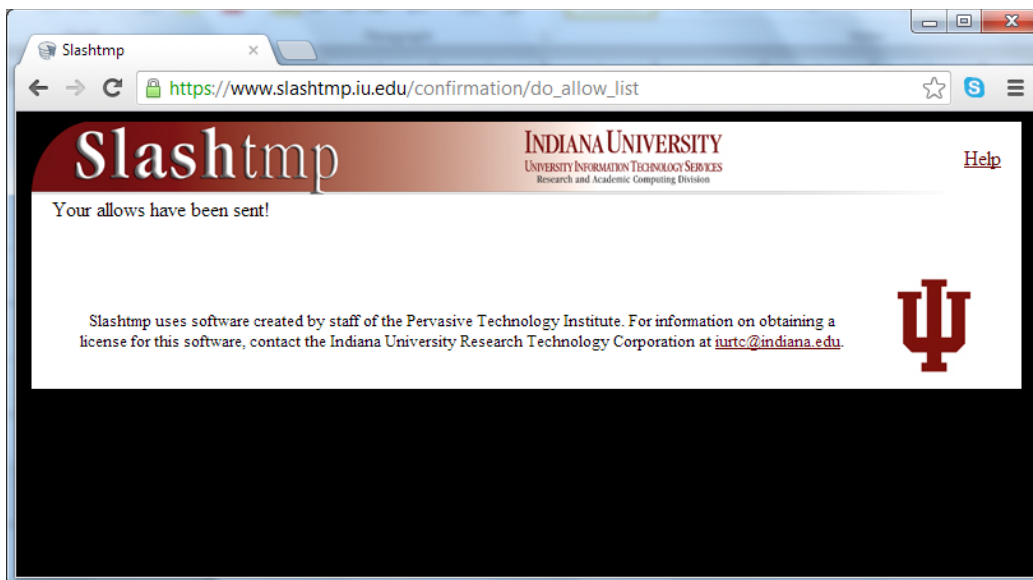 Slashtmp
https://www.slashtmp.iu.edu/confirmation/do_allow_list
Slashtmp
INDIANA UNIVERSITY
UNIVERSITY INFORMATION TECHNOLOGY SERVICES
Research and Academic Computing Division
Help
Your allows have been sent!
Slashtmp uses software created by staff of the Pervasive Technology Institute. For information on obtaining a
license for this software, contact the Indiana University Research Technology Corporation at iurtc@indiana.edu.